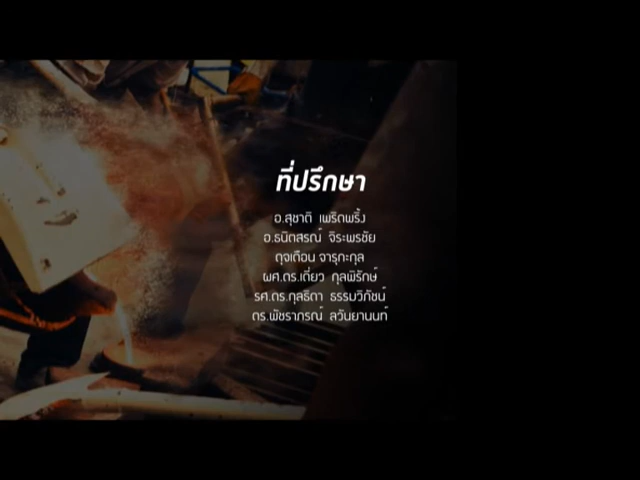 ที่ปรึกษา
อ.สุชาติ เพริดพริ้ง
อ.ธนิตสรณ์ จิระพรชัย
ดุจเดือน จารุกะกุล
ผศ.ดร.เดี่ยว กุลพิรักษ์
รศ.ดร.กุลธิดา ธรรมวิภัชน์
ดร.พัชราภรณ์ ลวันยานนท์